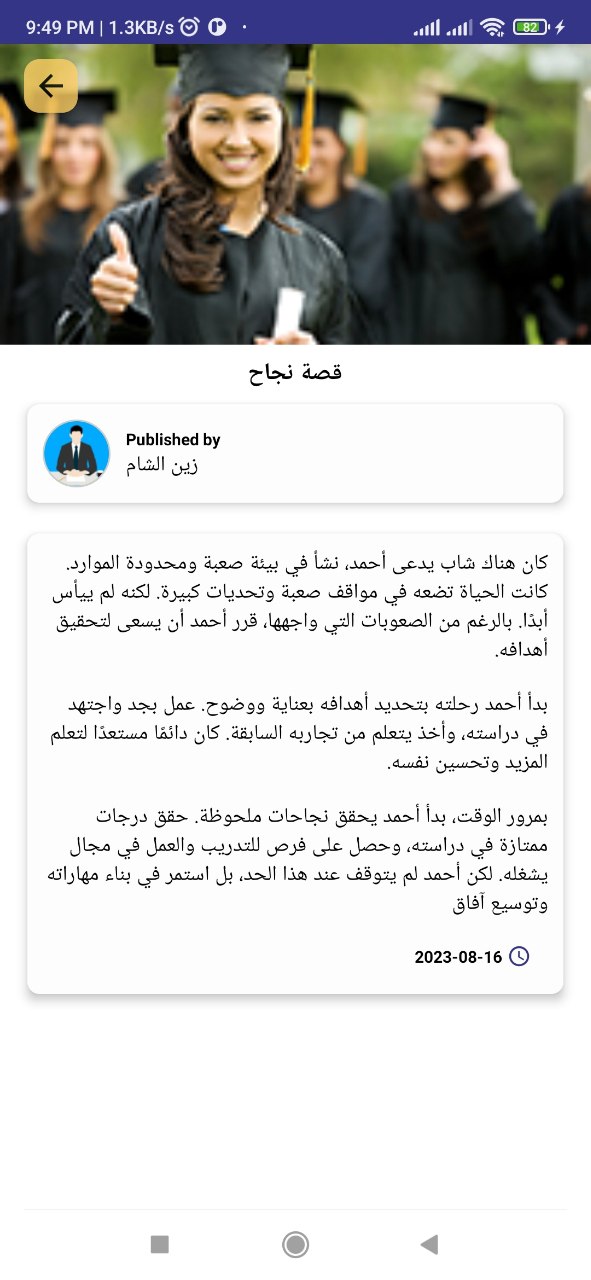 9:49 PM | 1.3KB/s
82
قصة نجاح
Published by
زين الشام
كان هناك شاب يدعى أحمد، نشأ في بيئة صعبة ومحدودة الموارد.
كانت الحياة تضعه في مواقف صعبة وتحديات كبيرة. لكنه لم ييأس
أبدًا. بالرغم من الصعوبات التي واجهها، قرر أحمد أن يسعى لتحقيق
أهدافه.
بدأ أحمد رحلته بتحديد أهدافه بعناية ووضوح. عمل بجد واجتهد
في دراسته، وأخذ يتعلم من تجاربه السابقة. كان دائمًا مستعدًا لتعلم
المزيد وتحسين نفسه.
بمرور الوقت، بدأ أحمد يحقق نجاحات ملحوظة. حقق درجات
ممتازة في دراسته، وحصل على فرص للتدريب والعمل في مجال
يشغله. لكن أحمد لم يتوقف عند هذا الحد، بل استمر في بناء مهاراته
وتوسيع آفاق
2023-08-16